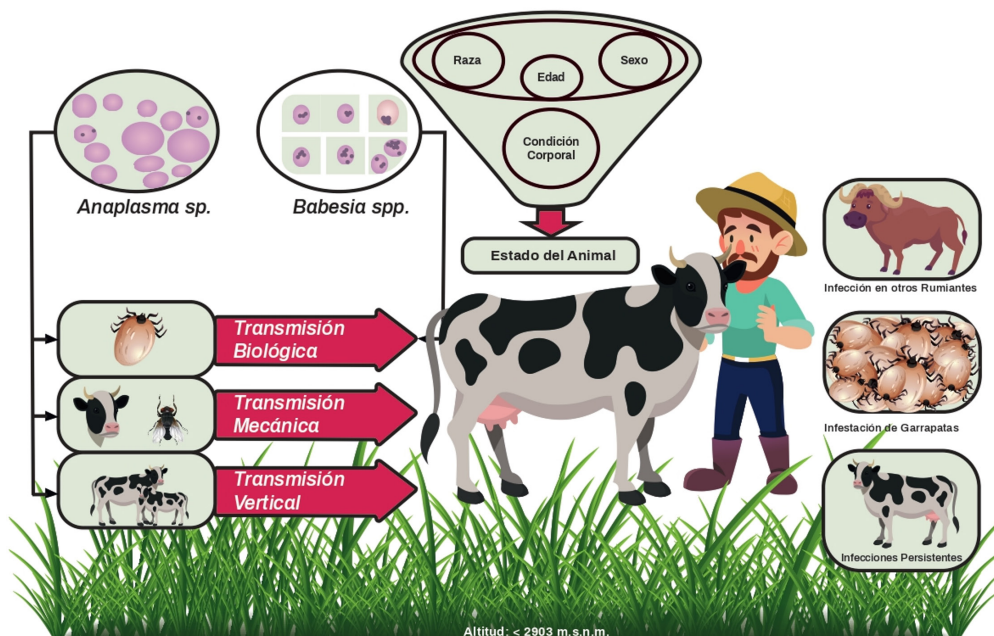 Raza
Edad
Sexo
Condición
Corporal
Anaplasma sp.
Babesia spp.
Estado del Animal
Transmisión
Biológica
Transmisión
Mecánica
Transmisión
Vertical
Infección en otros Rumiantes
Infestación de Garrapatas
Infecciones Persistentes
Altitud: < 2903 m.s.n.m.